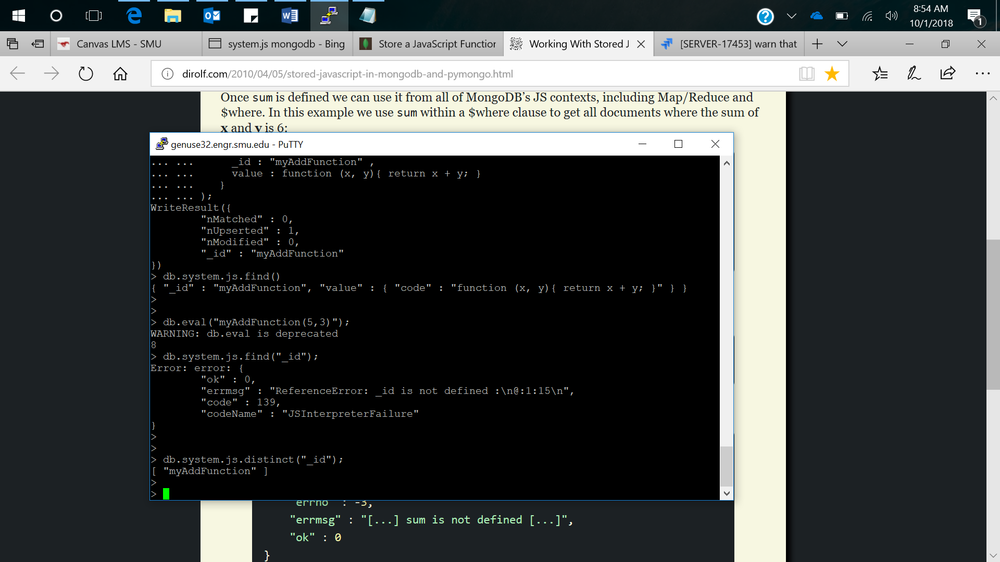 8:54 AM
10/1/2018
1
Canvas LMS - SMU
system.js mongodb - Bing
Store a JavaScript Function
Working With Stored J
[SERVER-17453] warn that
dirolf.com/2010/04/05/stored-javascript-in-mongodb-and-pymongo.html
Once sum is defined we can use it from all of MongoDB’s JS contexts, including Map/Reduce and
$where. In this example we use sum within a $where clause to get all documents where the sum of
x and y is 6:
genuse32.engr.smu.edu - PuTTY
... ...      _id : "myAddFunction" ,
... ...      value : function (x, y){ return x + y; }
... ...    }
... ... );
WriteResult({
        "nMatched" : 0,
        "nUpserted" : 1,
        "nModified" : 0,
        "_id" : "myAddFunction"
})
> db.system.js.find()
{ "_id" : "myAddFunction", "value" : { "code" : "function (x, y){ return x + y; }" } }
>
>
> db.eval("myAddFunction(5,3)");
WARNING: db.eval is deprecated
8
> db.system.js.find("_id");
Error: error: {
        "ok" : 0,
        "errmsg" : "ReferenceError: _id is not defined :\n@:1:15\n",
        "code" : 139,
        "codeName" : "JSInterpreterFailure"
}
>
>
> db.system.js.distinct("_id");
[ "myAddFunction" ]
>
>
"errno" : -3,
"errmsg" : "[...] sum is not defined [...]",
"ok" : 0
}